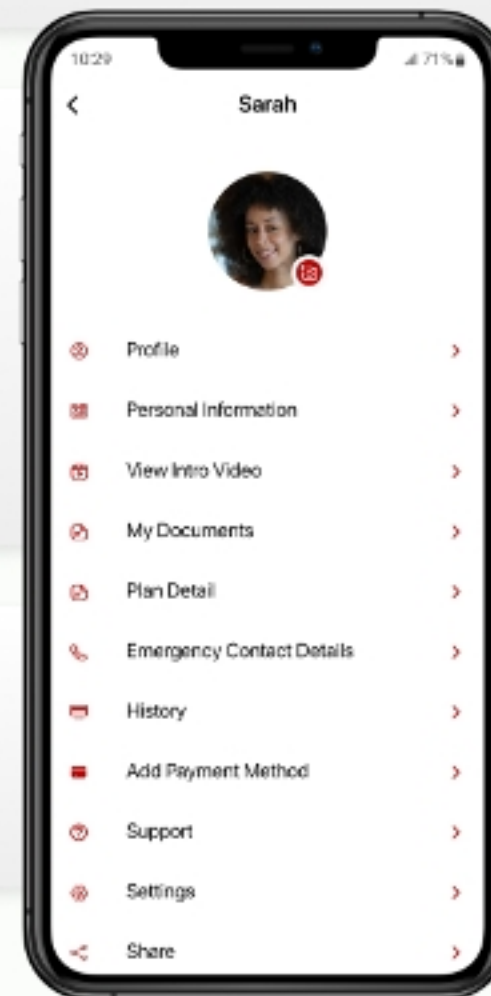 10:29
71%
Sarah
Profile
Personal Information
View Intro Video
My Documents
Plan Detail
Emergency Contact Details
History
Add Payment Method
Support
Settings
Share